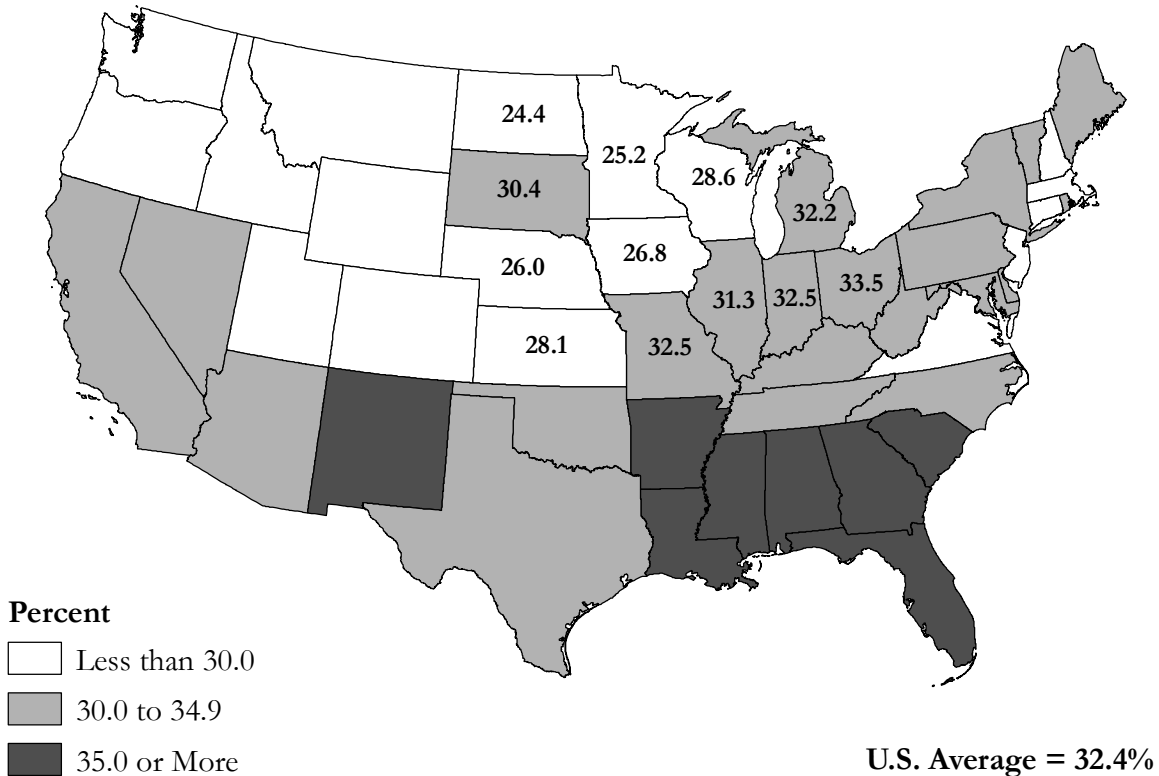 24.4
25.2
28.6
30.4
32.2
26.0
26.8
31.3
32.5
33.5
28.1
32.5
Percent
Less than 30.0
30.0 to 34.9
35.0 or More
U.S. Average = 32.4%